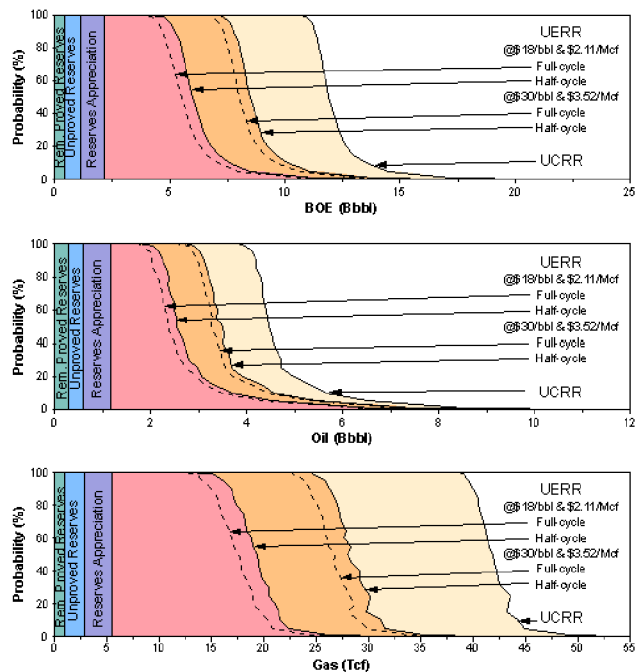 Probability (%)
100
80
60
40
20
0
Rem. Proved Reserves
Unproved Reserves
Reserves Appreciation
UERR
@$18/bbl & $2.11/Mcf
Full-cycle
Half-cycle
@$30/bbl & $3.52/Mcf
Full-cycle
Half-cycle
UCRR
0 5 10 15 20 25
BOE (Bbbl)
Probability (%)
100
80
60
40
20
0
Rem. Proved Reserves
Unproved Reserves
Reserves Appreciation
UERR
@$18/bbl & $2.11/Mcf
Full-cycle
Half-cycle
@$30/bbl & $3.52/Mcf
Full-cycle
Half-cycle
UCRR
0 2 4 6 8 10 12
Oil (Bbbl)
Probability (%)
100
80
60
40
20
0
Rem. Proved Reserves
Unproved Reserves
Reserves Appreciation
UERR
@$18/bbl & $2.11/Mcf
Full-cycle
Half-cycle
@$30/bbl & $3.52/Mcf
Full-cycle
Half-cycle
UCRR
0 5 10 15 20 25 30 35 40 45 50 55
Gas (Tcf)